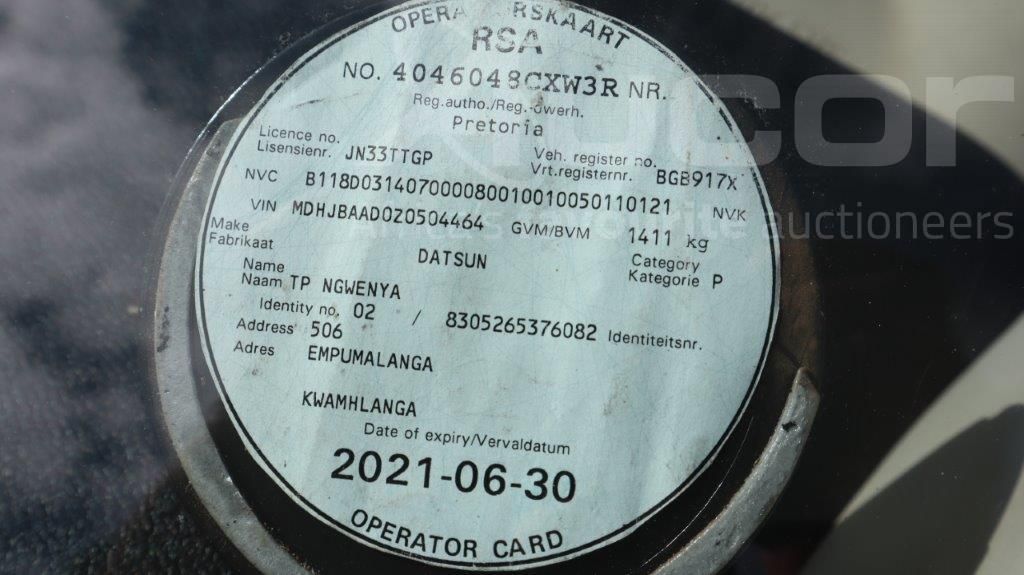 OPERA RSKAART
RSA
NO. 4046048CXW3R NR.
Reg.autho./Reg.-owerh.
Pretoria
Licence no. Veh. register no.
Lisensienr. JN33TTGP Vrt.registernr. BGB917X
NVC B118D031407000080010010050110121 NVK
VIN MDHJBAAD0Z0504464 GVM/BVM 1411 kg
Make Category
Fabrikaat DATSUN Kategorie P
Name
Naam TP NGWENYA
Identity no. 02 / 8305265376082 Identiteitsnr.
Address 506
Adres EMPUMALANGA
KWAMHLANGA
Date of expiry/Vervaldatum
2021-06-30
OPERATOR CARD
auctioneers